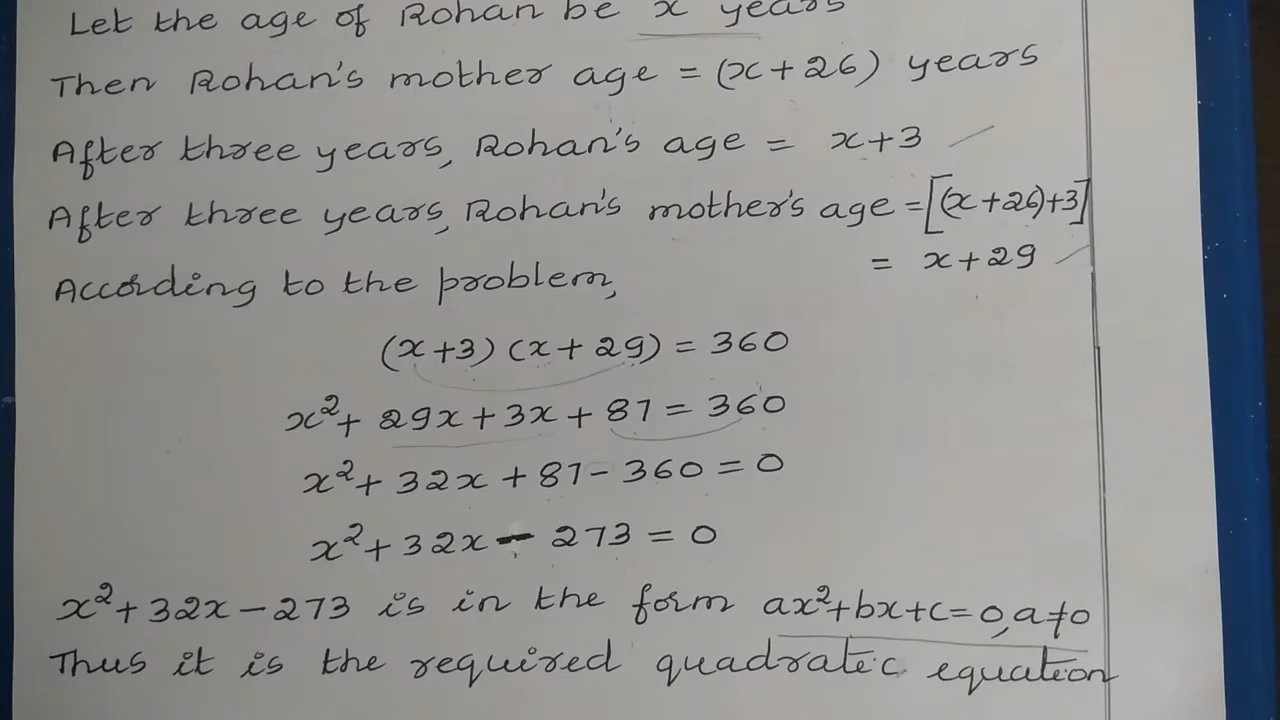 Let the age of Rohan be x years
Then Rohan's mother age = (x+26) years
After three years, Rohan's age = x+3
After three years, Rohan's mother's age = [(x+26)+3]
= x+29
According to the problem,
(x+3) (x+29) = 360
x²+ 29x+3x+87 = 360
x²+ 32x +87-360 = 0
x²+32x - 273 = 0
x²+32x-273 is in the form ax²+bx+c=0, a≠0
Thus it is the required quadratic equation